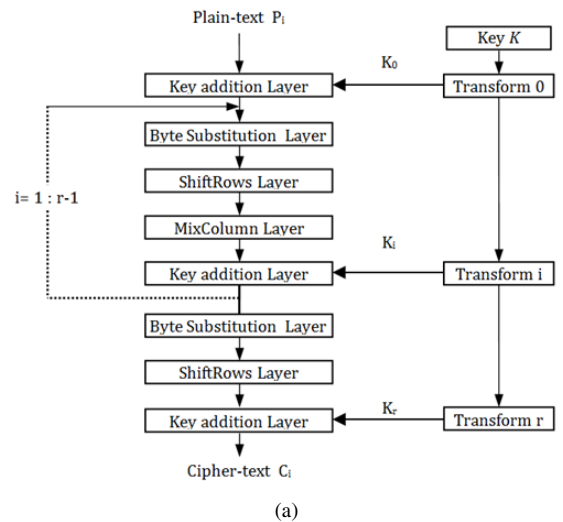 Plain-text Pᵢ
Key K
K₀
Key addition Layer
Transform 0
Byte Substitution Layer
ShiftRows Layer
i= 1 : r-1
MixColumn Layer
Kᵢ
Key addition Layer
Transform i
Byte Substitution Layer
ShiftRows Layer
Kᵣ
Key addition Layer
Transform r
Cipher-text Cᵢ
(a)